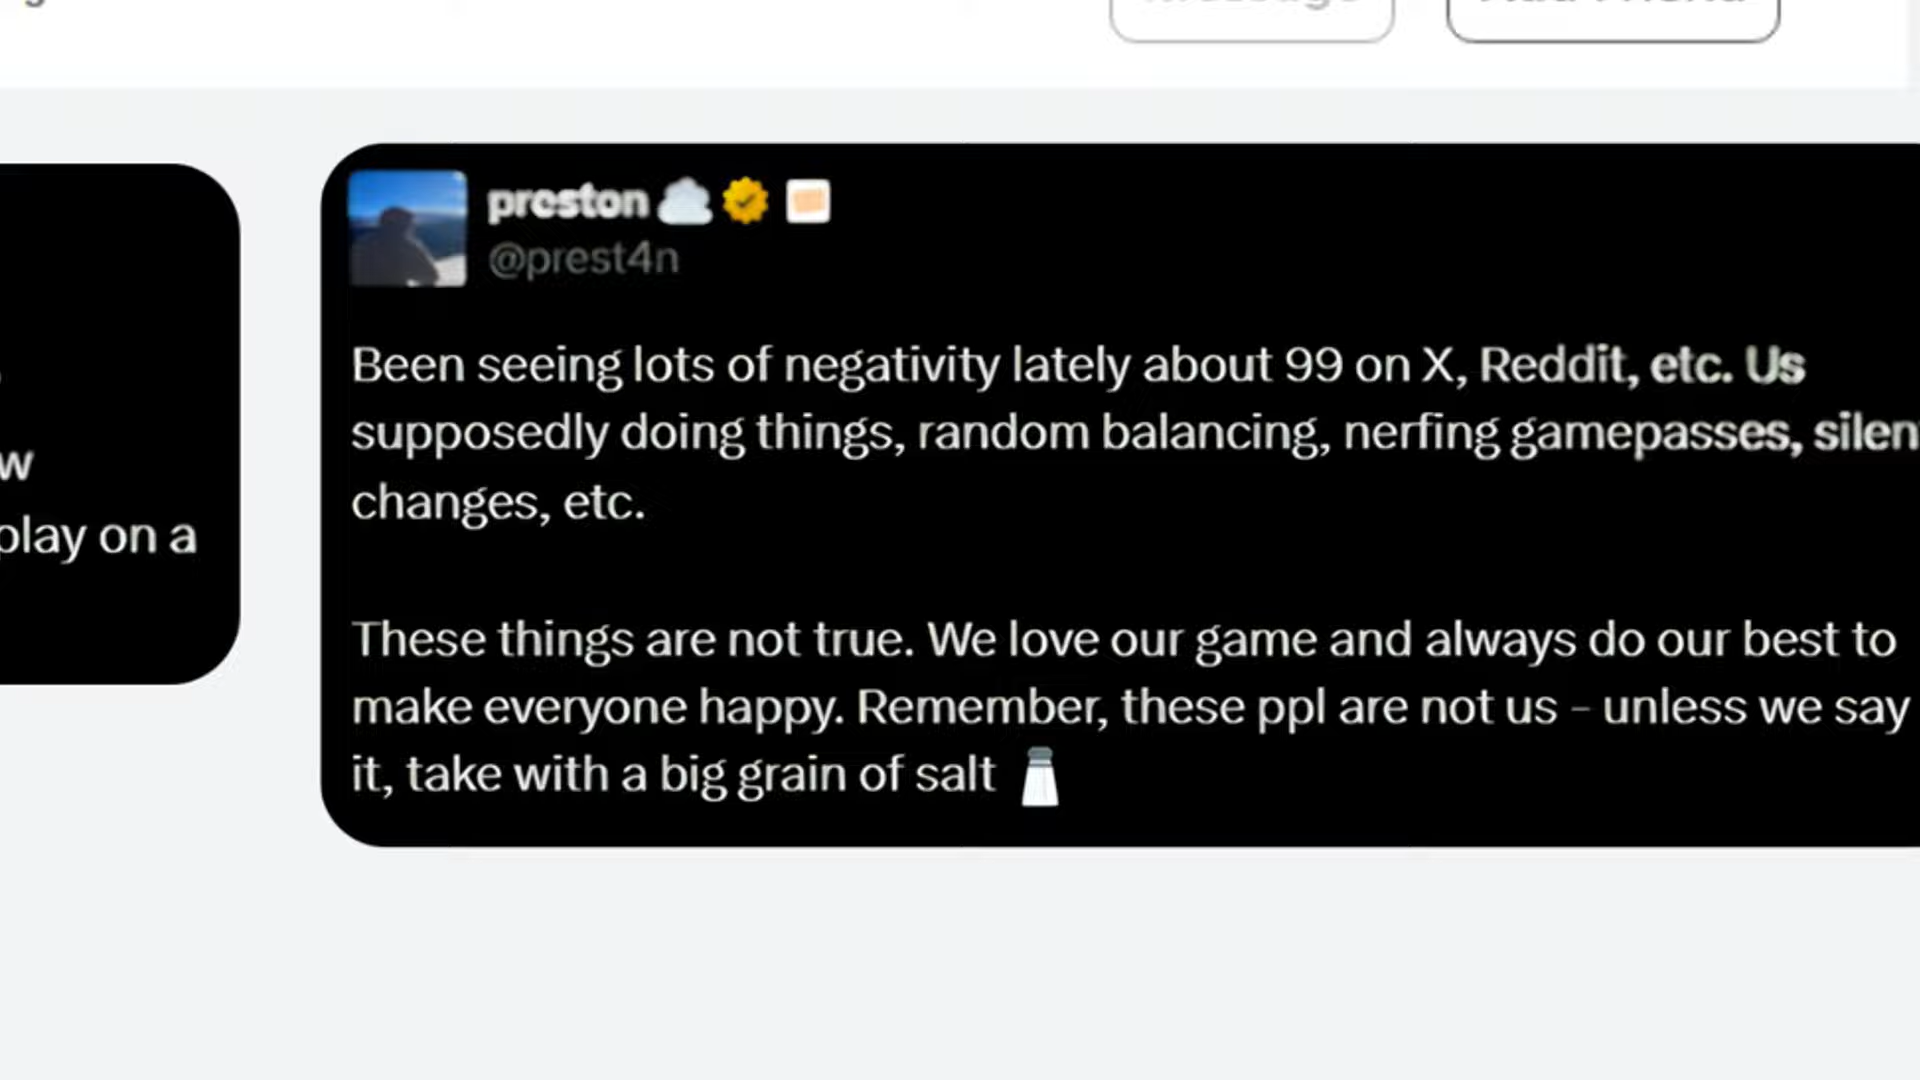 preston
@prest4n
w
play on a
Been seeing lots of negativity lately about 99 on X, Reddit, etc. Us
supposedly doing things, random balancing, nerfing gamepasses, silent
changes, etc.
These things are not true. We love our game and always do our best to
make everyone happy. Remember, these ppl are not us - unless we say
it, take with a big grain of salt